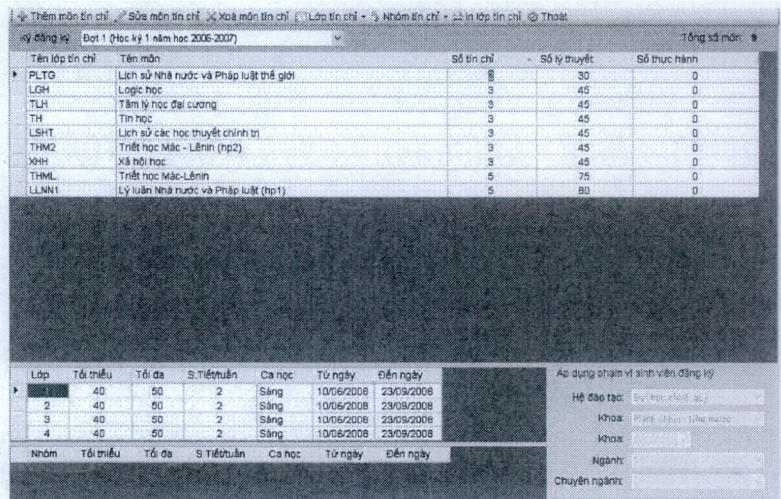 Thêm môn tín chỉ Sửa môn tín chỉ Xoá môn tín chỉ Lớp tín chỉ Nhóm tín chỉ In lớp tín chỉ Thoát
Kỳ đăng ký Đợt 1 (Học kỳ 1 năm học 2006-2007) Tổng số môn: 9
Tên lớp tín chỉ Tên môn Số tín chỉ Số lý thuyết Số thực hành
PLTG Lịch sử Nhà nước và Pháp luật thế giới 30 0
LGH Logic học 3 45 0
TLH Tâm lý học đại cương 3 45 0
TH Tin học 3 45 0
LSHT Lịch sử các học thuyết chính trị 3 45 0
THM2 Triết học Mác - Lênin (hp2) 3 45 0
XHH Xã hội học 3 45 0
THML Triết học Mác-Lênin 5 75 0
LLNN1 Lý luận Nhà nước và Pháp luật (hp1) 5 80 0
Lớp Tối thiểu Tối đa S.Tiết/tuần Ca học Từ ngày Đến ngày
1 40 50 2 Sáng 10/06/2008 23/09/2008
2 40 50 2 Sáng 10/06/2008 23/09/2008
3 40 50 2 Sáng 10/06/2008 23/09/2008
4 40 50 2 Sáng 10/06/2008 23/09/2008
Nhóm Tối thiểu Tối đa S.Tiết/tuần Ca học Từ ngày Đến ngày
Áp dụng phạm vi sinh viên đăng ký
Hệ đào tạo: Đại học chính quy
Khoa:
Khoá:
Ngành:
Chuyên ngành: